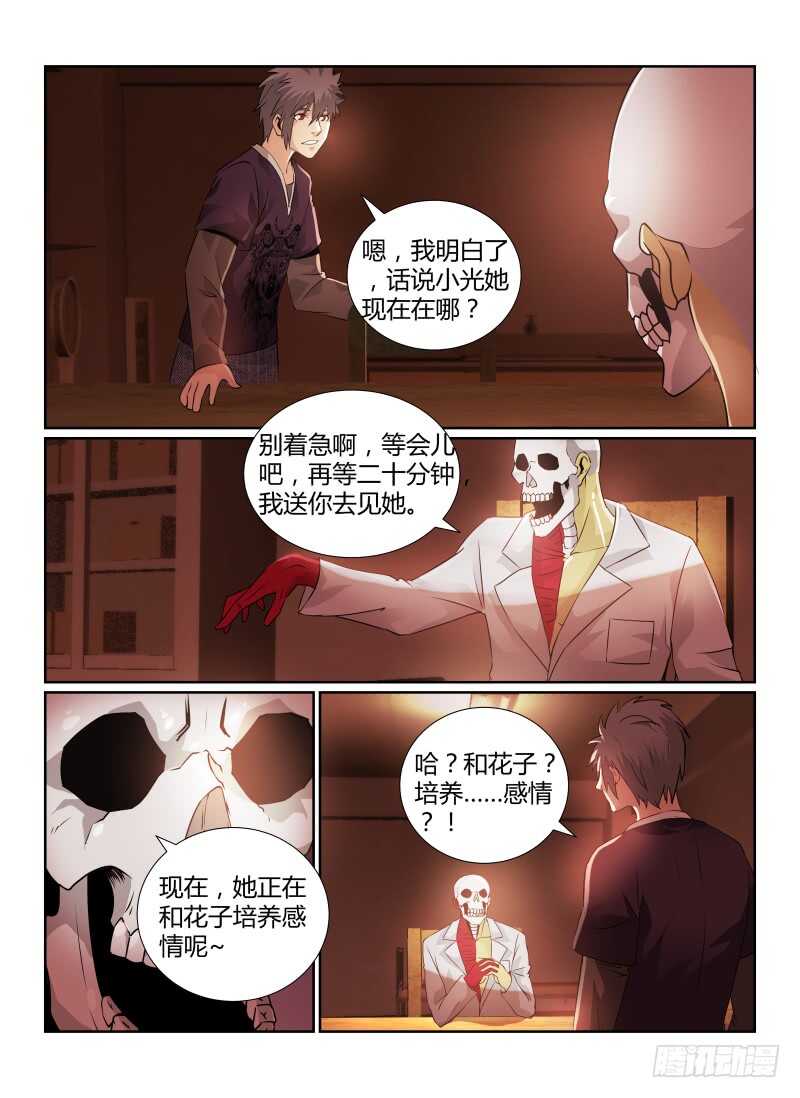 嗯，我明白了
，话说小光她
现在在哪？
别着急啊，等会儿
吧，再等二十分钟，
我送你去见她。
现在，她正在
和花子培养感
情呢~
哈？和花子？
培养……感情
？！
腾讯动漫